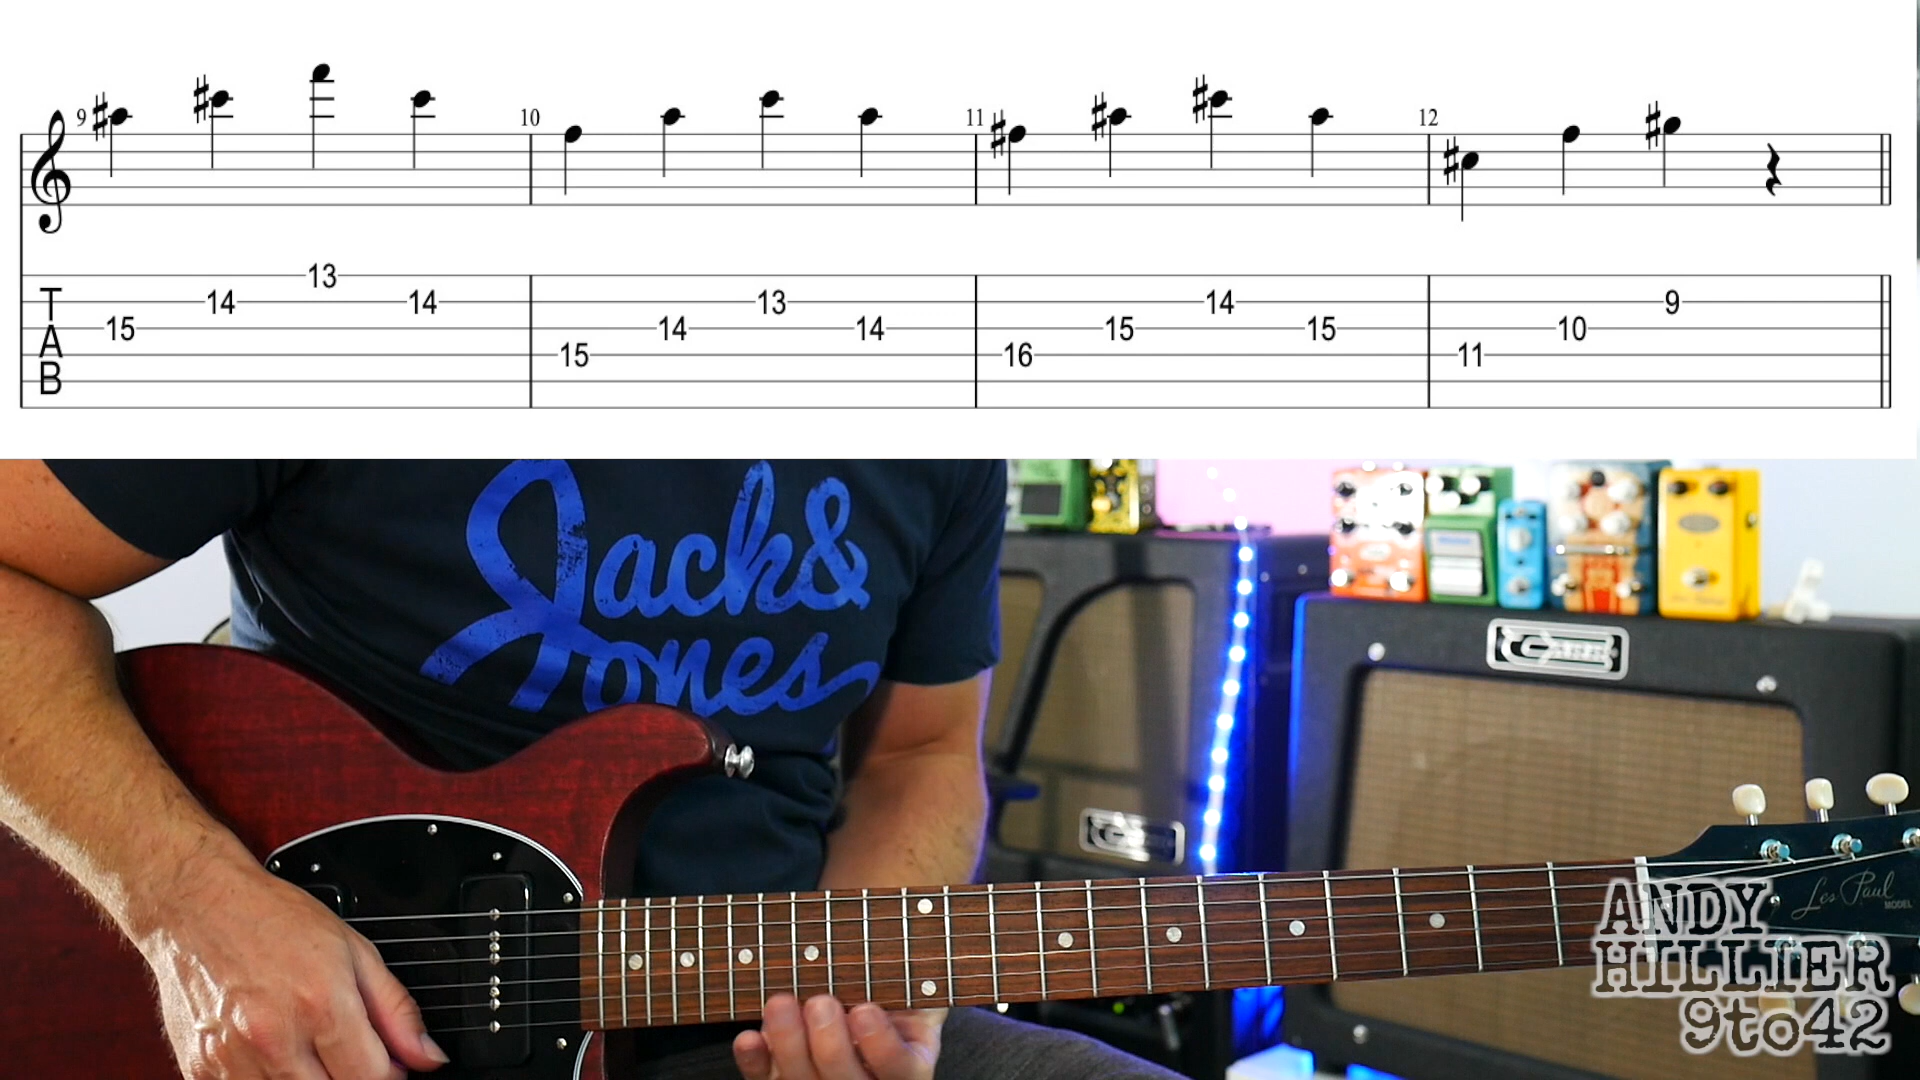 9 10 11 12
13
T 14 14 13 14 9
A 15 14 14 15 15 10
15 16 11
B
Jack&
Jones
Les Paul
MODEL
ANDY
HILLIER
9to42